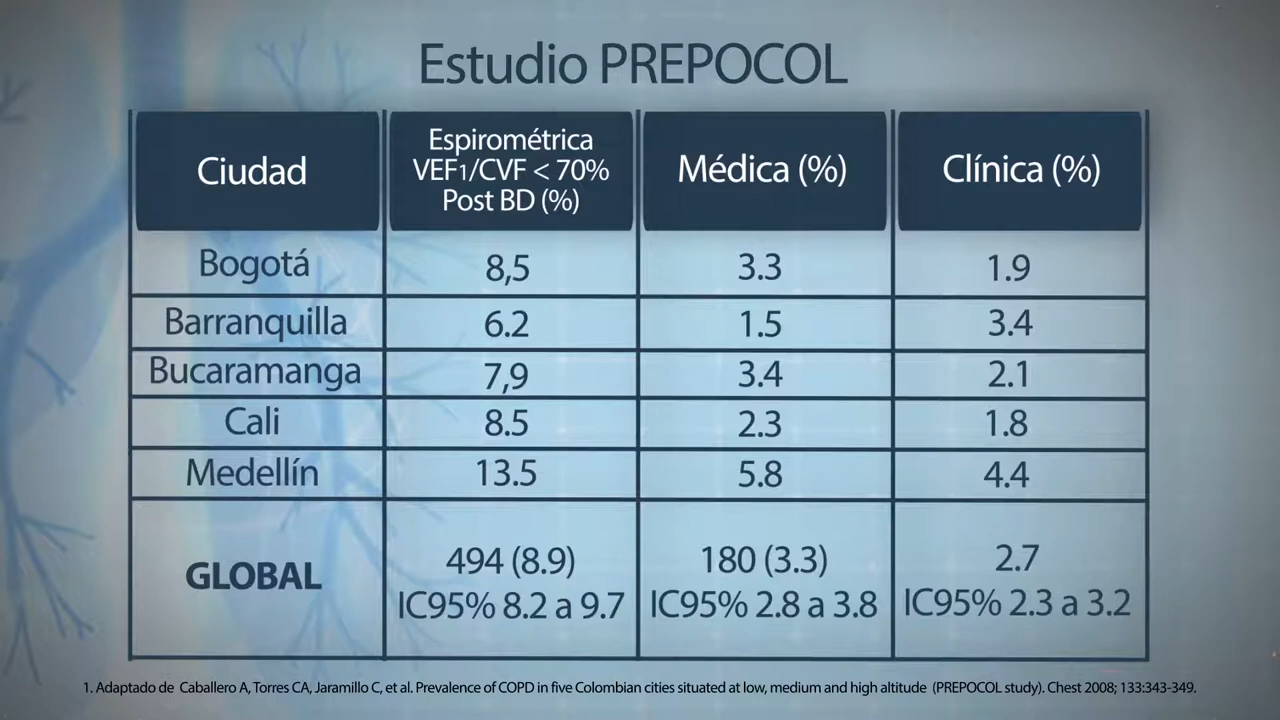 Estudio PREPOCOL
Ciudad
Espirométrica
VEF1/CVF < 70%
Post BD (%)
Médica (%)
Clínica (%)
Bogotá 8,5 3.3 1.9
Barranquilla 6.2 1.5 3.4
Bucaramanga 7,9 3.4 2.1
Cali 8.5 2.3 1.8
Medellín 13.5 5.8 4.4
GLOBAL
494 (8.9)
IC95% 8.2 a 9.7
180 (3.3)
IC95% 2.8 a 3.8
2.7
IC95% 2.3 a 3.2
1. Adaptado de Caballero A, Torres CA, Jaramillo C, et al. Prevalence of COPD in five Colombian cities situated at low, medium and high altitude (PREPOCOL study). Chest 2008; 133:343-349.